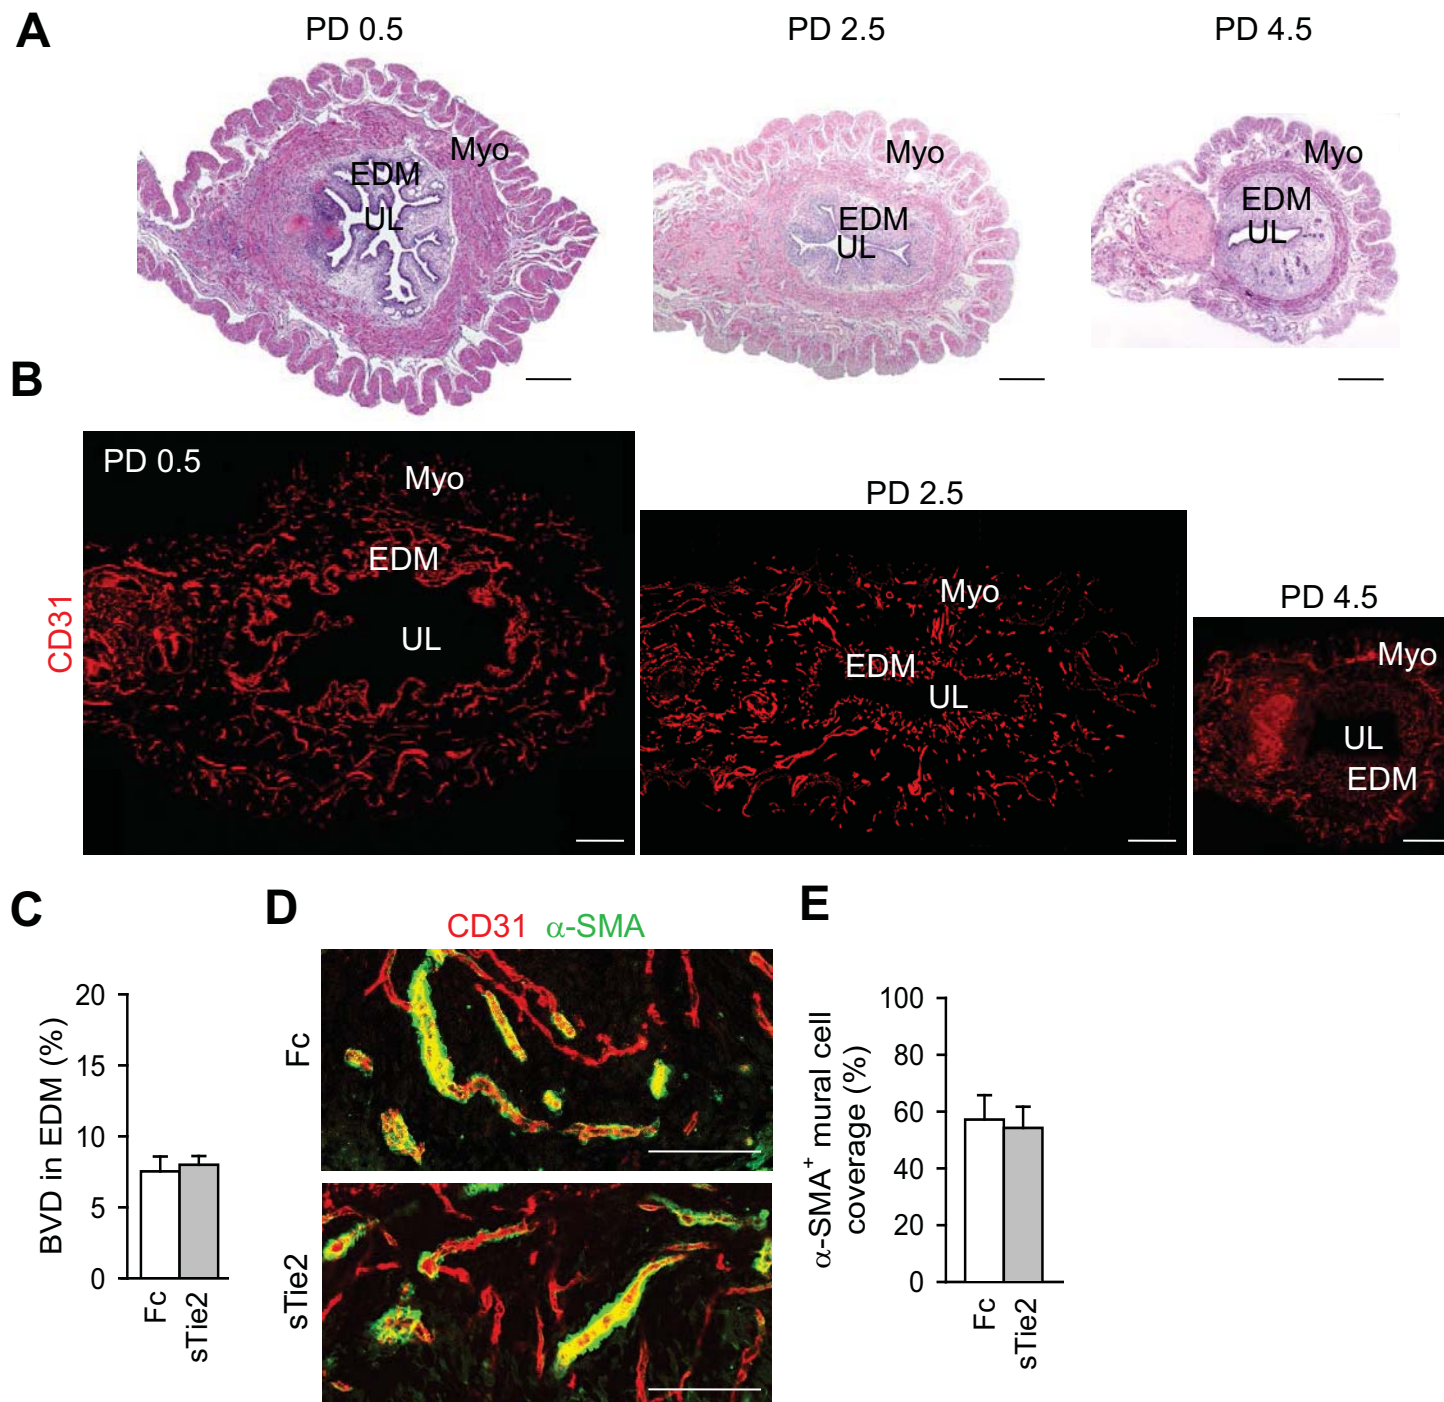 A
PD 0.5
PD 2.5
PD 4.5
Myo
EDM
UL
Myo
EDM
UL
Myo
EDM
UL
B
CD31
PD 0.5
Myo
EDM
UL
PD 2.5
Myo
EDM
UL
PD 4.5
Myo
UL
EDM
C
BVD in EDM (%)
20
15
10
5
0
Fc
sTie2
D
CD31 α-SMA
Fc
sTie2
E
α-SMA⁺ mural cell
coverage (%)
100
80
60
40
20
0
Fc
sTie2